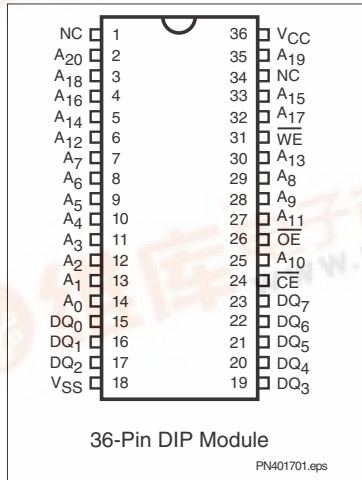 NC 1 36 VCC
A20 2 35 A19
A18 3 34 NC
A16 4 33 A15
A14 5 32 A17
A12 6 31 W̅E̅
A7 7 30 A13
A6 8 29 A8
A5 9 28 A9
A4 10 27 A11
A3 11 26 O̅E̅
A2 12 25 A10
A1 13 24 C̅E̅
A0 14 23 DQ7
DQ0 15 22 DQ6
DQ1 16 21 DQ5
DQ2 17 20 DQ4
VSS 18 19 DQ3
36-Pin DIP Module
PN401701.eps